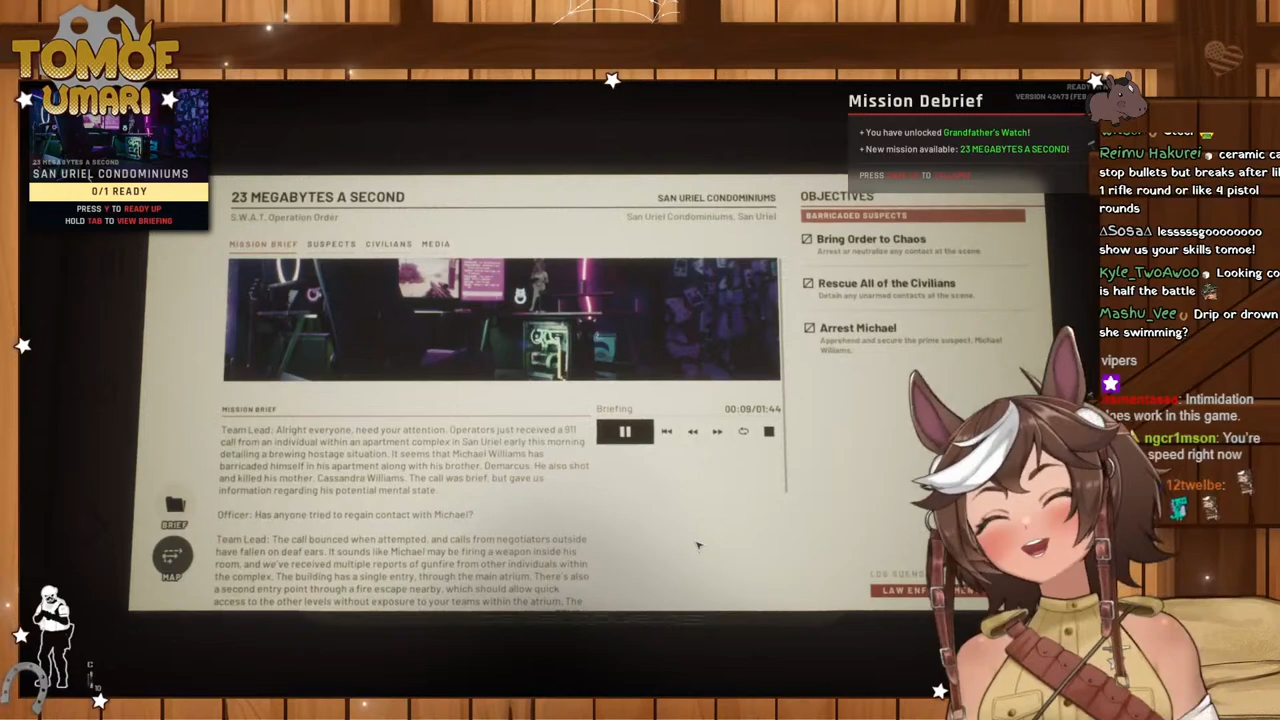 TOMOE
UMARI
23 MEGABYTES A SECOND
SAN URIEL CONDOMINIUMS
0/1 READY
PRESS Y TO READY UP
HOLD TAB TO VIEW BRIEFING
23 MEGABYTES A SECOND
SAN URIEL CONDOMINIUMS
S.W.A.T. Operation Order
San Uriel Condominiums, San Uriel
MISSION BRIEF SUSPECTS CIVILIANS MEDIA
MISSION BRIEF
Team Lead: Alright everyone, need your attention. Operators just received a 911
call from an individual within an apartment complex in San Uriel early this morning
detailing a brewing hostage situation. It seems that Michael Williams has
barricaded himself in his apartment along with his brother, Demarcus. He also shot
and killed his mother, Cassandra Williams. The call was brief, but gave us
information regarding his potential mental state.
Officer: Has anyone tried to regain contact with Michael?
Team Lead: The call bounced when attempted, and calls from negotiators outside
have fallen on deaf ears. It sounds like Michael may be firing a weapon inside his
room, and we've received multiple reports of gunfire from other individuals within
the complex. The building has a single entry, through the main atrium. There's also
a second entry point through a fire escape nearby, which should allow quick
access to the other levels without exposure to your teams within the atrium. The
Briefing
00:09/01:44
BRIEF
MAP
Mission Debrief
READY
VERSION 42473 (FEB
+ You have unlocked Grandfather's Watch!
+ New mission available: 23 MEGABYTES A SECOND!
PRESS
TO
OBJECTIVES
BARRICADED SUSPECTS
Bring Order to Chaos
Arrest or neutralize any contact at the scene.
Rescue All of the Civilians
Detain any unarmed contacts at the scene.
Arrest Michael
Apprehend and secure the prime suspect, Michael
Williams.
LAW ENFORCEMENT
Reimu Hakurei ceramic ca
stop bullets but breaks after li
1 rifle round or like 4 pistol
rounds
lesssssgooooooo
show us your skills tomoe!
Kyle_TwoAwoo Looking co
is half the battle
Mashu_Vee Drip or drown
she swimming?
vipers
: Intimidation
does work in this game.
ngcr1mson: You're
speed right now
12twelbe: